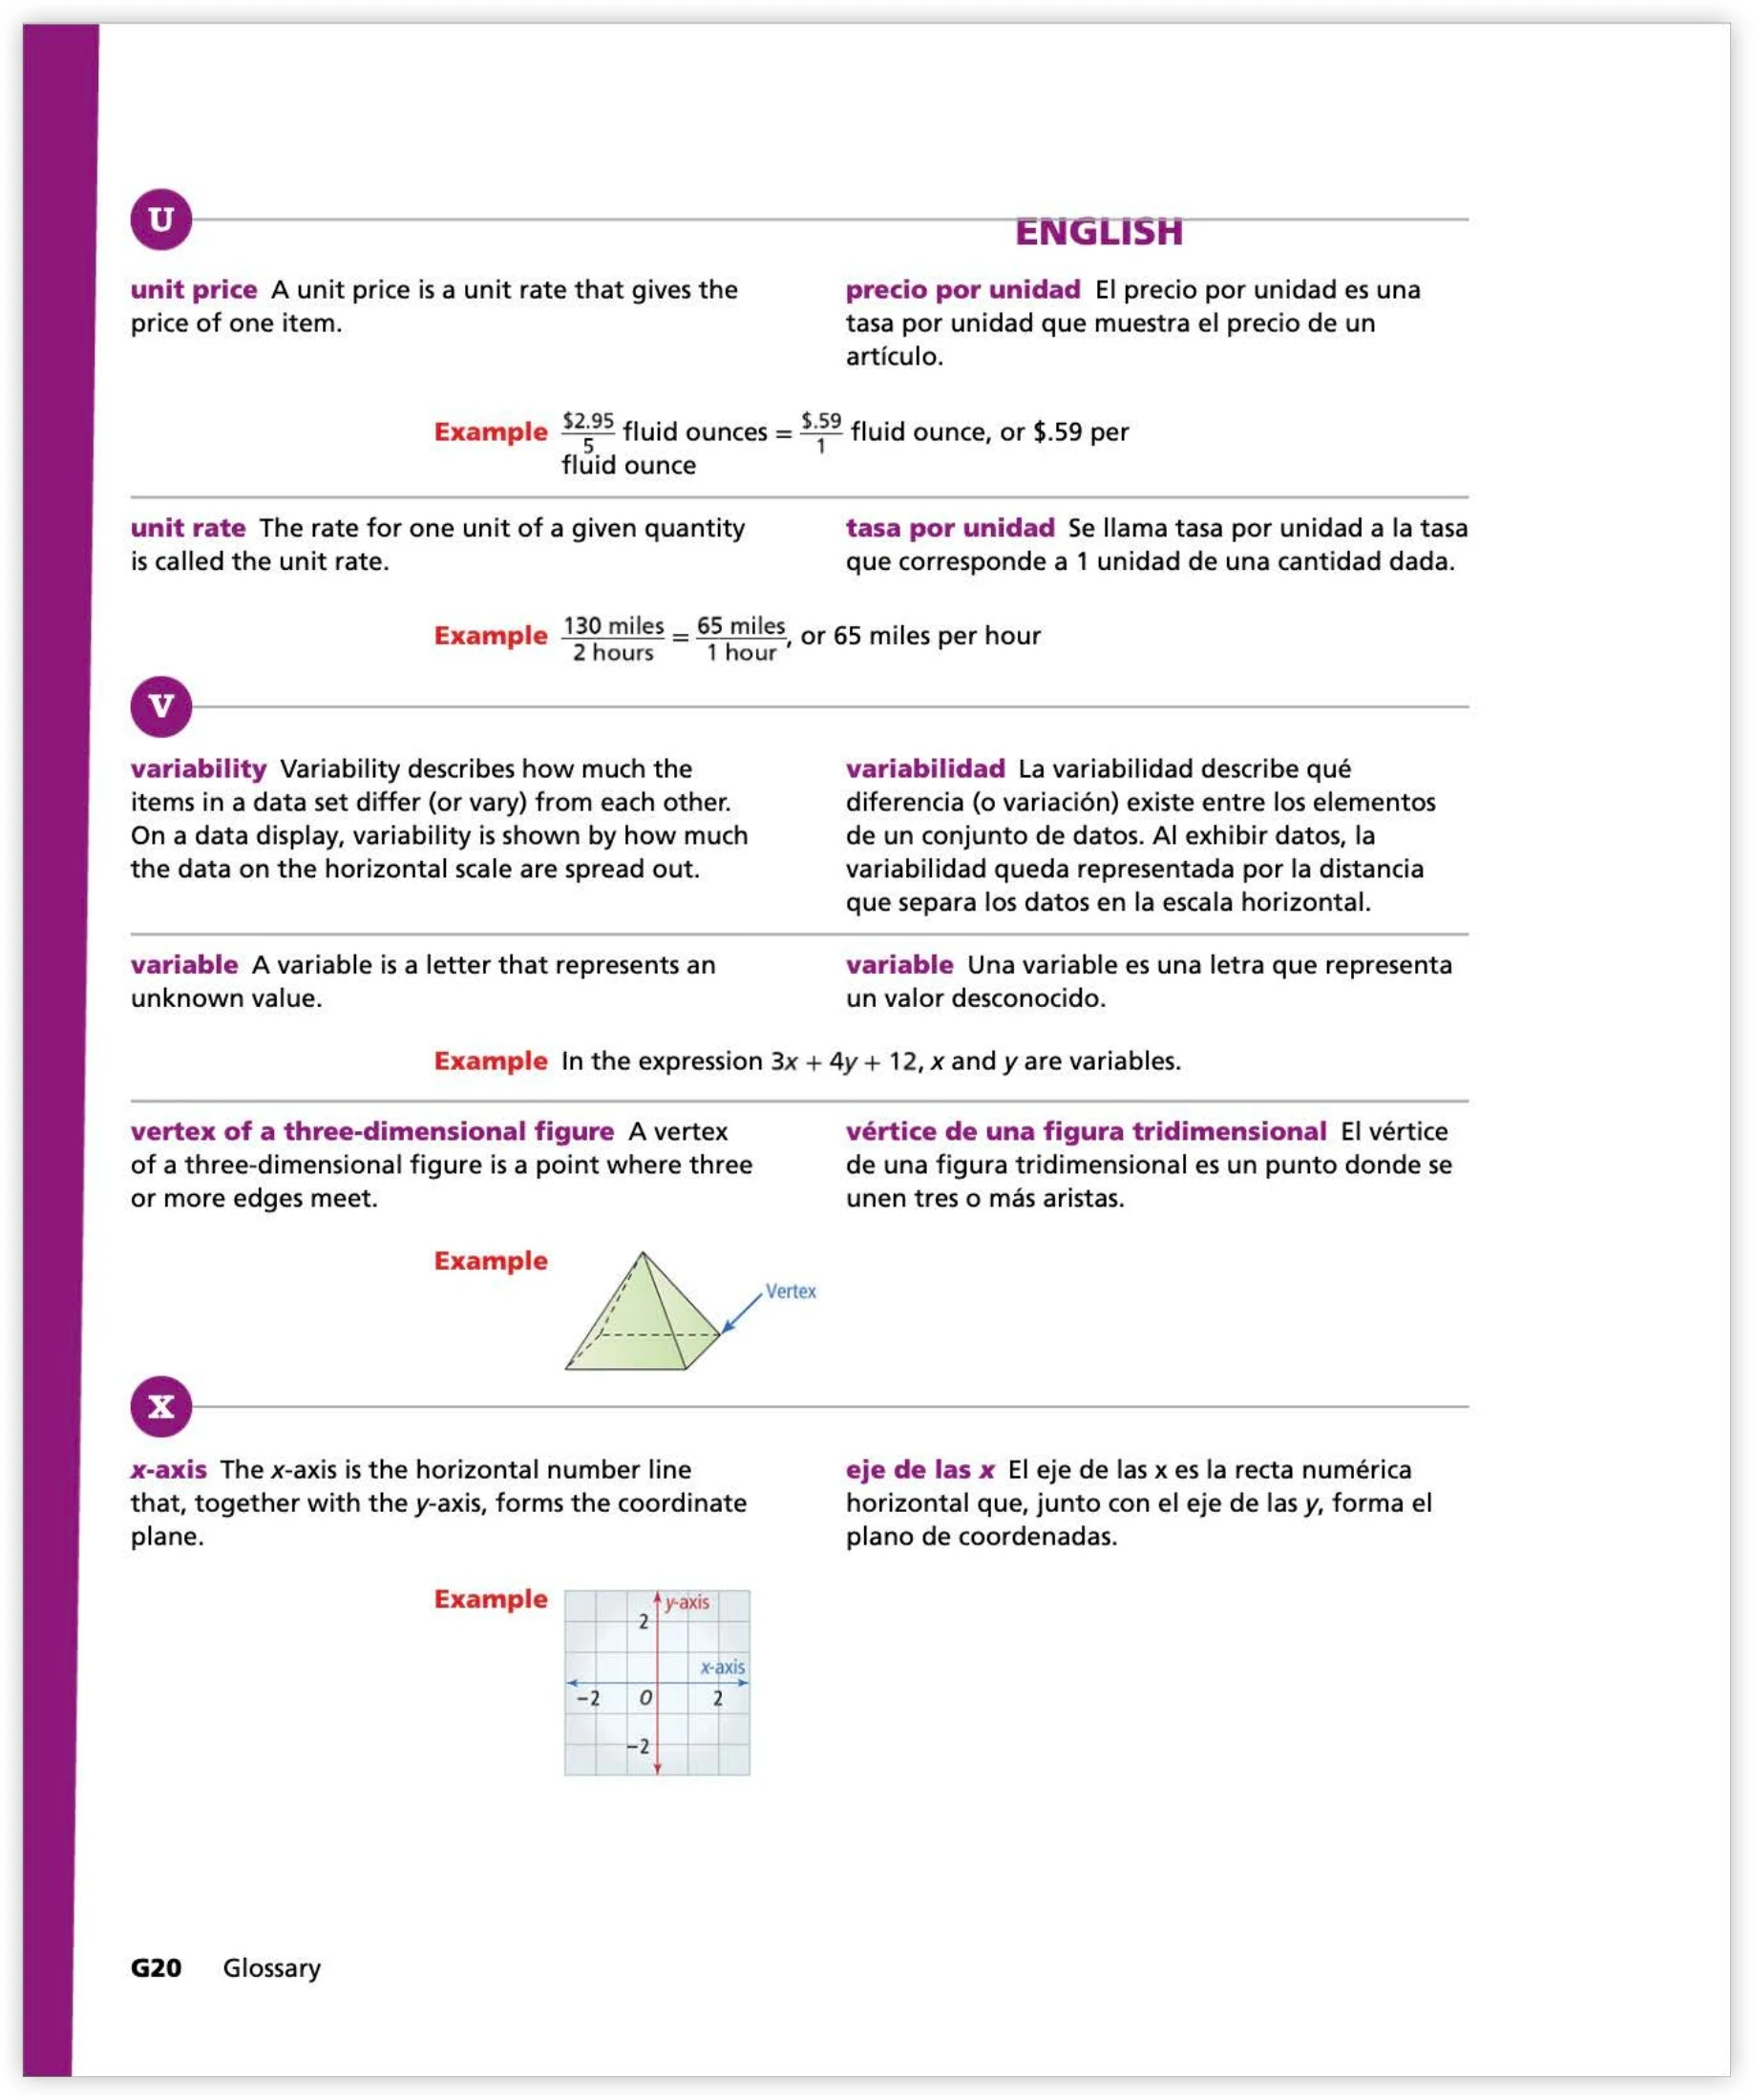 U
ENGLISH
unit price A unit price is a unit rate that gives the
price of one item.
precio por unidad El precio por unidad es una
tasa por unidad que muestra el precio de un
artículo.
Example $2.95/5 fluid ounces = $.59/1 fluid ounce, or $.59 per
fluid ounce
unit rate The rate for one unit of a given quantity
is called the unit rate.
tasa por unidad Se llama tasa por unidad a la tasa
que corresponde a 1 unidad de una cantidad dada.
Example 130 miles/2 hours = 65 miles/1 hour, or 65 miles per hour
V
variability Variability describes how much the
items in a data set differ (or vary) from each other.
On a data display, variability is shown by how much
the data on the horizontal scale are spread out.
variabilidad La variabilidad describe qué
diferencia (o variación) existe entre los elementos
de un conjunto de datos. Al exhibir datos, la
variabilidad queda representada por la distancia
que separa los datos en la escala horizontal.
variable A variable is a letter that represents an
unknown value.
variable Una variable es una letra que representa
un valor desconocido.
Example In the expression 3x + 4y + 12, x and y are variables.
vertex of a three-dimensional figure A vertex
of a three-dimensional figure is a point where three
or more edges meet.
vértice de una figura tridimensional El vértice
de una figura tridimensional es un punto donde se
unen tres o más aristas.
Example
Vertex
X
x-axis The x-axis is the horizontal number line
that, together with the y-axis, forms the coordinate
plane.
eje de las x El eje de las x es la recta numérica
horizontal que, junto con el eje de las y, forma el
plano de coordenadas.
Example
y-axis
2
x-axis
−2 O 2
−2
G20 Glossary